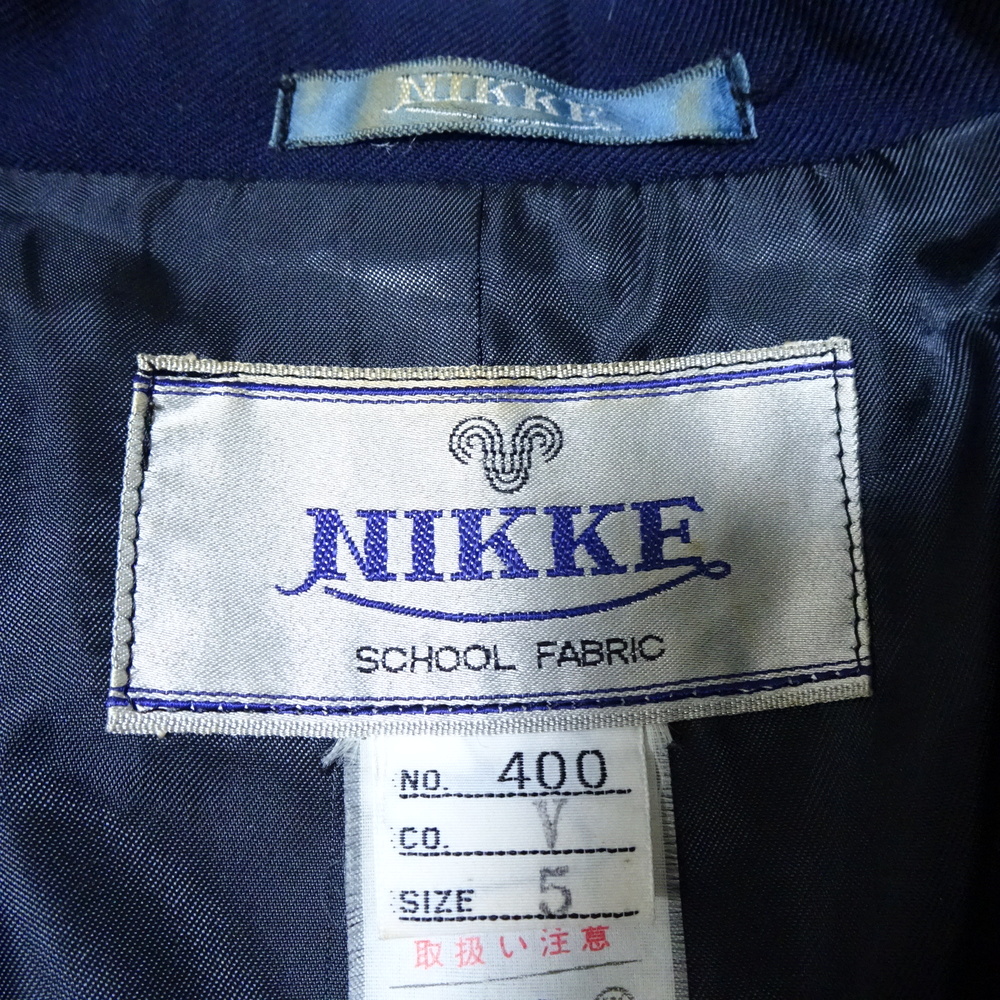 NIKKE
NIKKE
SCHOOL FABRIC
NO. 400
CO. V
SIZE 5
取扱い注意